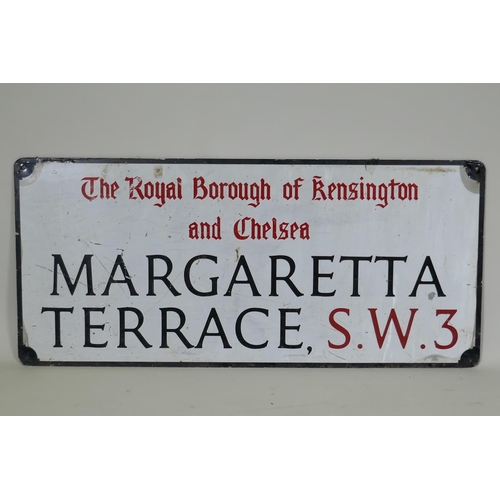 The Royal Borough of Kensington
and Chelsea
MARGARETTA
TERRACE, S.W.3